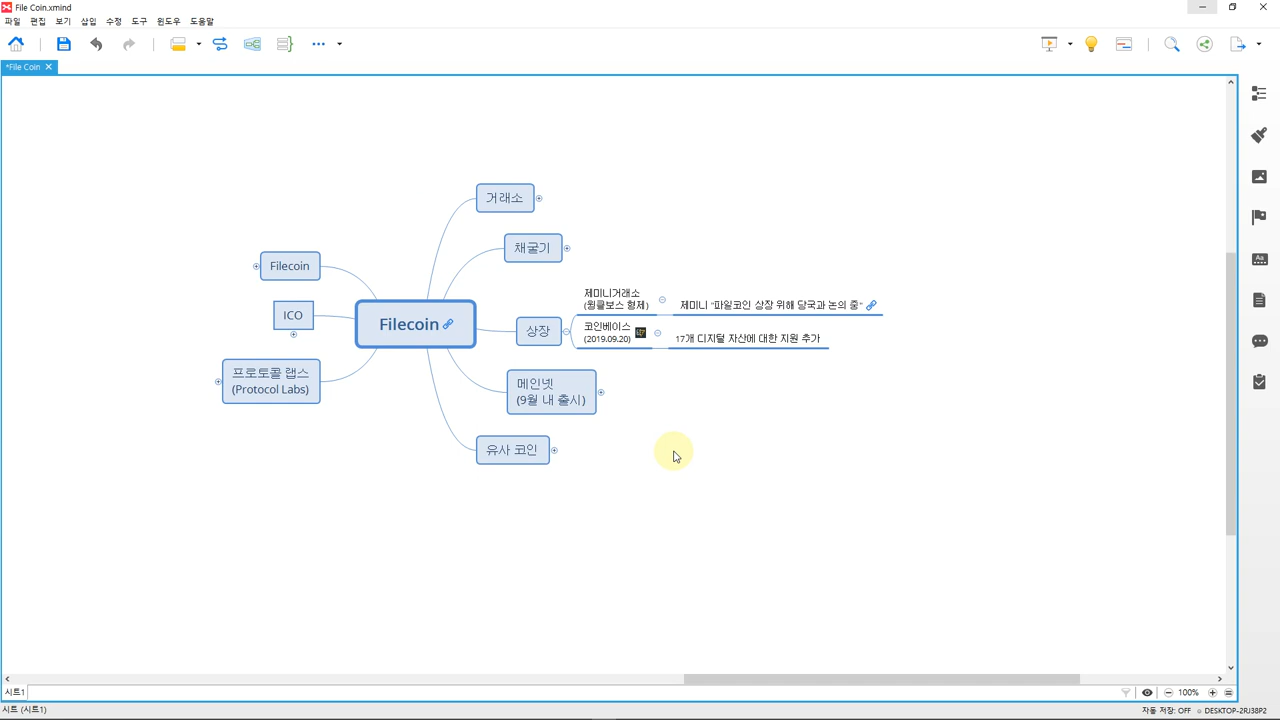 File Coin.xmind
파일 편집 보기 삽입 수정 도구 윈도우 도움말
*File Coin
거래소
채굴기
Filecoin
제미니거래소
(윙클보스 형제)
제미니 "파일코인 상장 위해 당국과 논의 중"
ICO
Filecoin
상장
코인베이스
(2019.09.20)
17개 디지털 자산에 대한 지원 추가
프로토콜 랩스
(Protocol Labs)
메인넷
(9월 내 출시)
유사 코인
시트1
100%
시트 (시트1)
자동 저장: OFF
DESKTOP-2RJ38P2